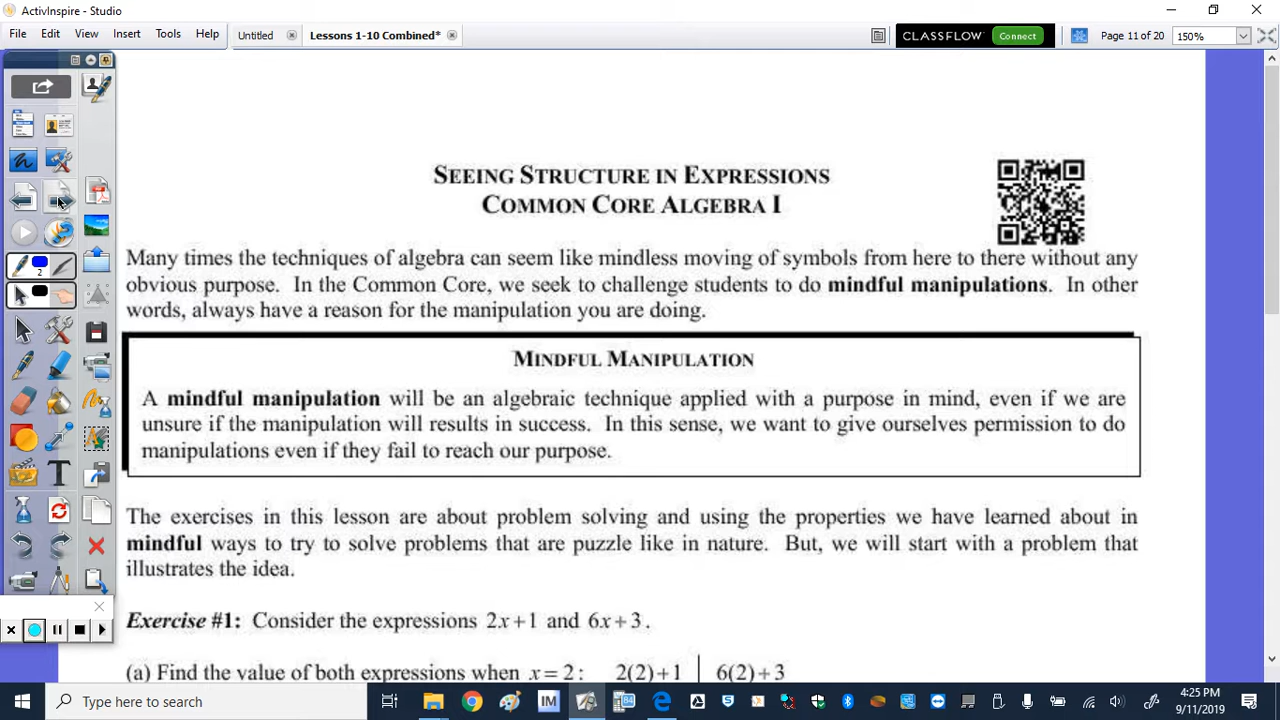 ActivInspire - Studio
File Edit View Insert Tools Help Untitled Lessons 1-10 Combined* CLASSFLOW Connect Page 11 of 20 150%
SEEING STRUCTURE IN EXPRESSIONS
COMMON CORE ALGEBRA I
Many times the techniques of algebra can seem like mindless moving of symbols from here to there without any
obvious purpose. In the Common Core, we seek to challenge students to do mindful manipulations. In other
words, always have a reason for the manipulation you are doing.
MINDFUL MANIPULATION
A mindful manipulation will be an algebraic technique applied with a purpose in mind, even if we are
unsure if the manipulation will results in success. In this sense, we want to give ourselves permission to do
manipulations even if they fail to reach our purpose.
The exercises in this lesson are about problem solving and using the properties we have learned about in
mindful ways to try to solve problems that are puzzle like in nature. But, we will start with a problem that
illustrates the idea.
Exercise #1: Consider the expressions 2x+1 and 6x+3.
(a) Find the value of both expressions when x=2: 2(2)+1 | 6(2)+3
2
Type here to search
IM
4:25 PM
9/11/2019